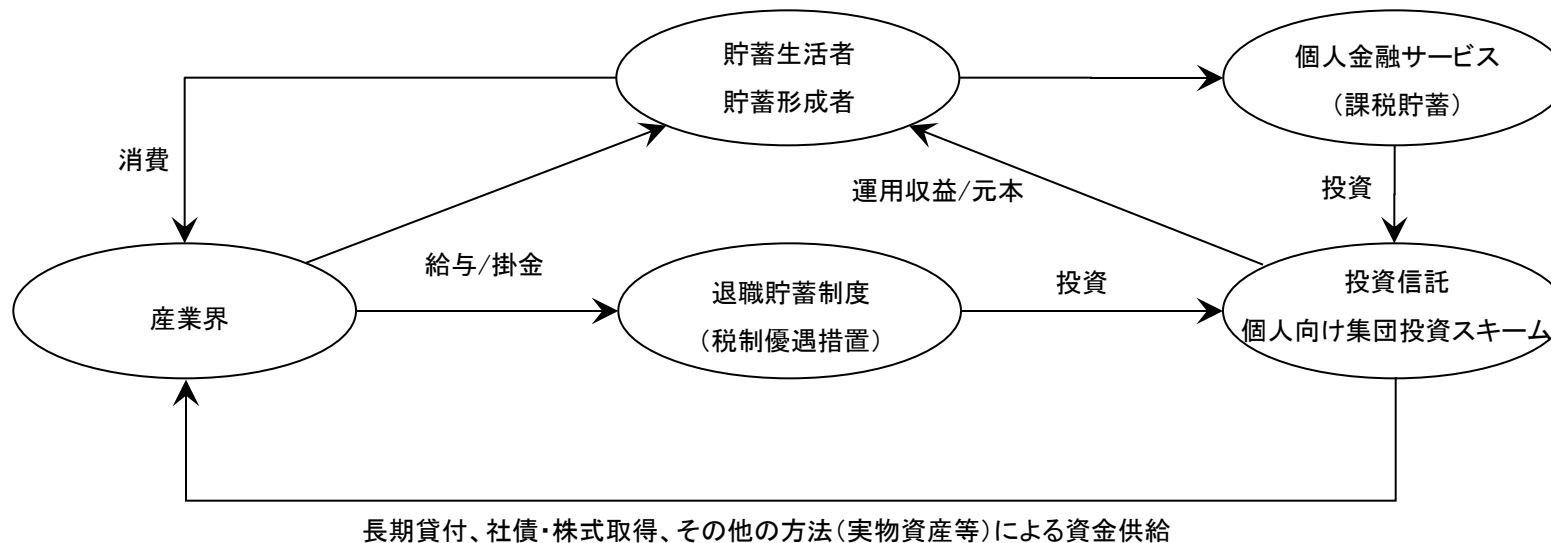 貯蓄生活者
貯蓄形成者
個人金融サービス
（課税貯蓄）
消費
運用収益/元本
投資
給与/掛金
産業界
退職貯蓄制度
（税制優遇措置）
投資
投資信託
個人向け集団投資スキーム
長期貸付、社債・株式取得、その他の方法（実物資産等）による資金供給